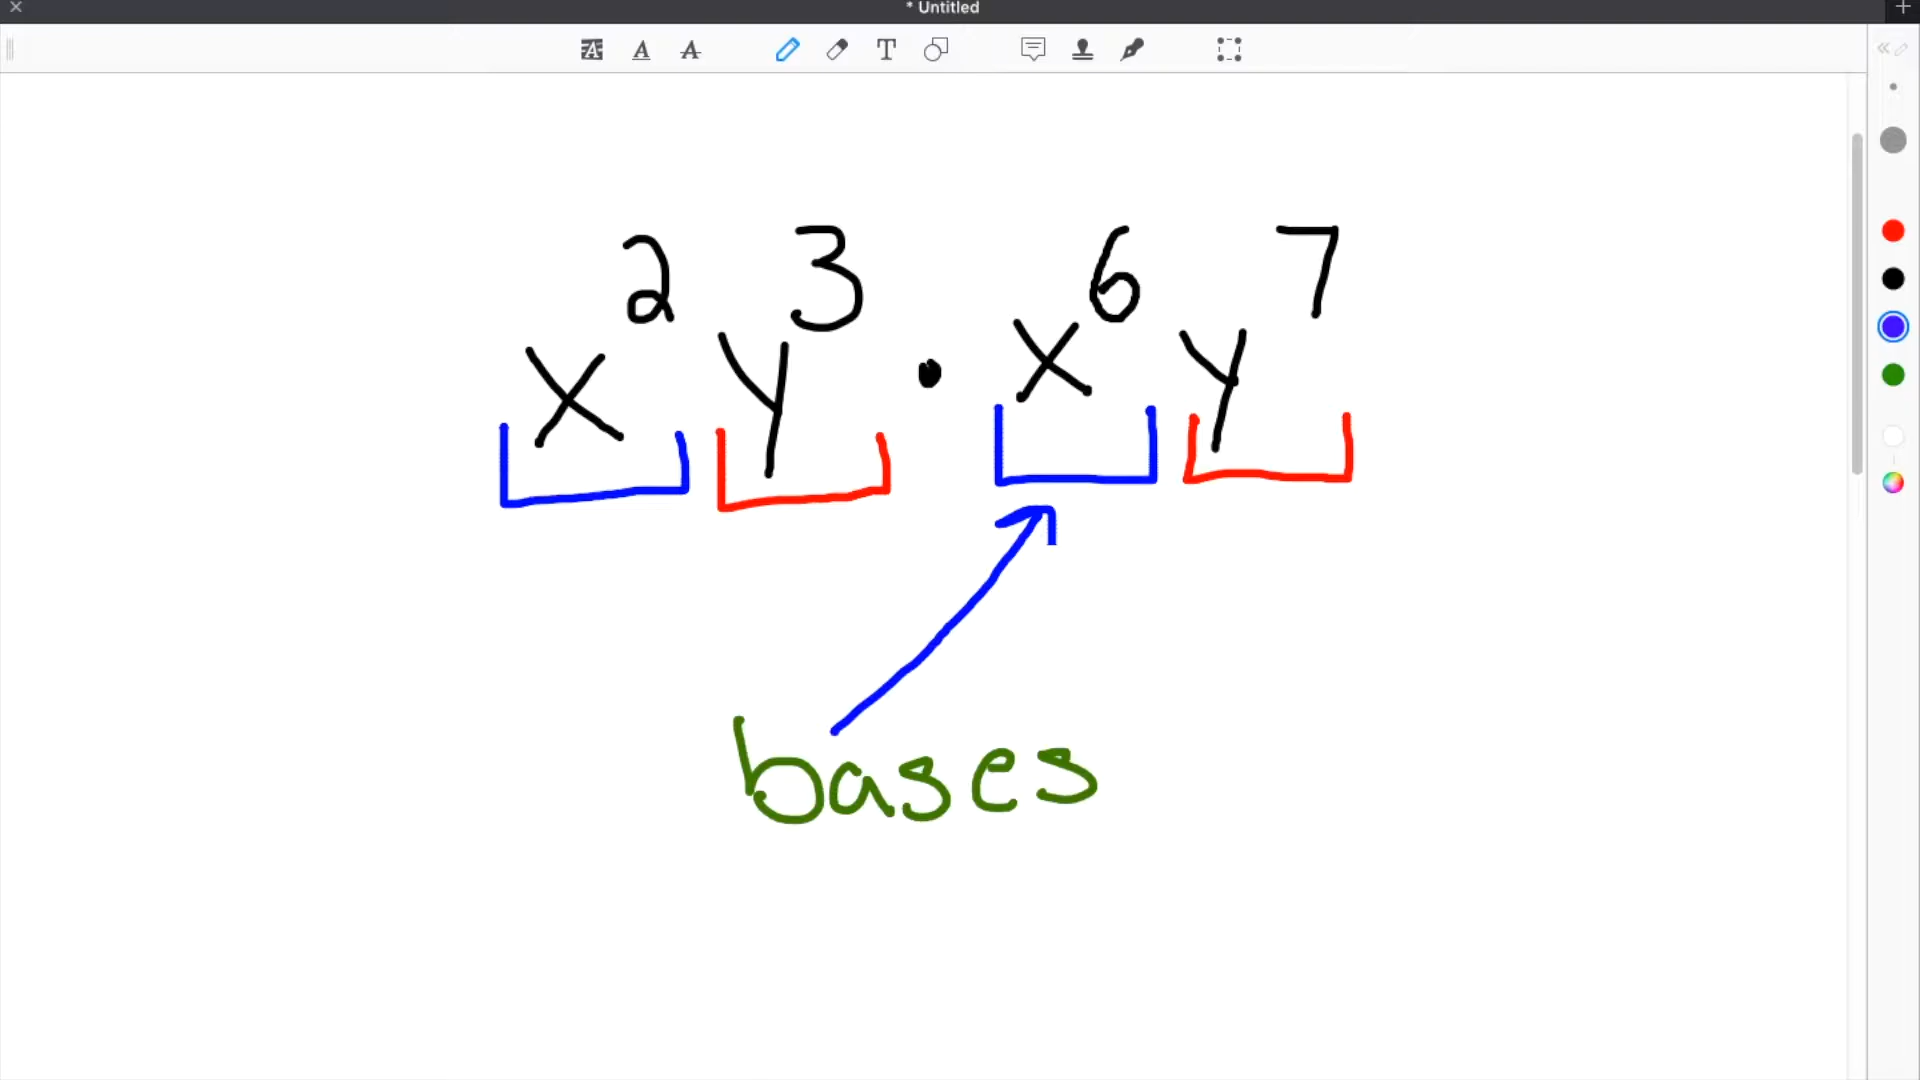 * Untitled
A A A T
x² y³ • x⁶ y⁷
bases